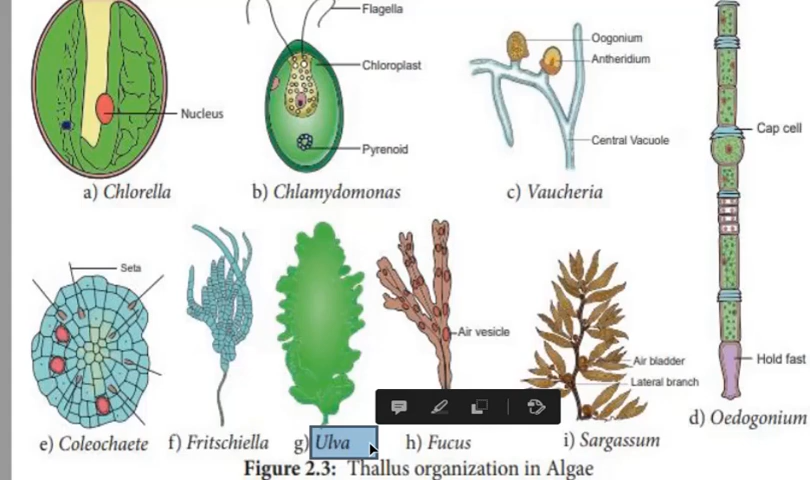 Flagella
Chloroplast
Nucleus
Pyrenoid
Oogonium
Antheridium
Central Vacuole
Cap cell
a) Chlorella
b) Chlamydomonas
c) Vaucheria
Seta
Air vesicle
Air bladder
Lateral branch
Hold fast
d) Oedogonium
e) Coleochaete
f) Fritschiella
g) Ulva
h) Fucus
i) Sargassum
Figure 2.3: Thallus organization in Algae